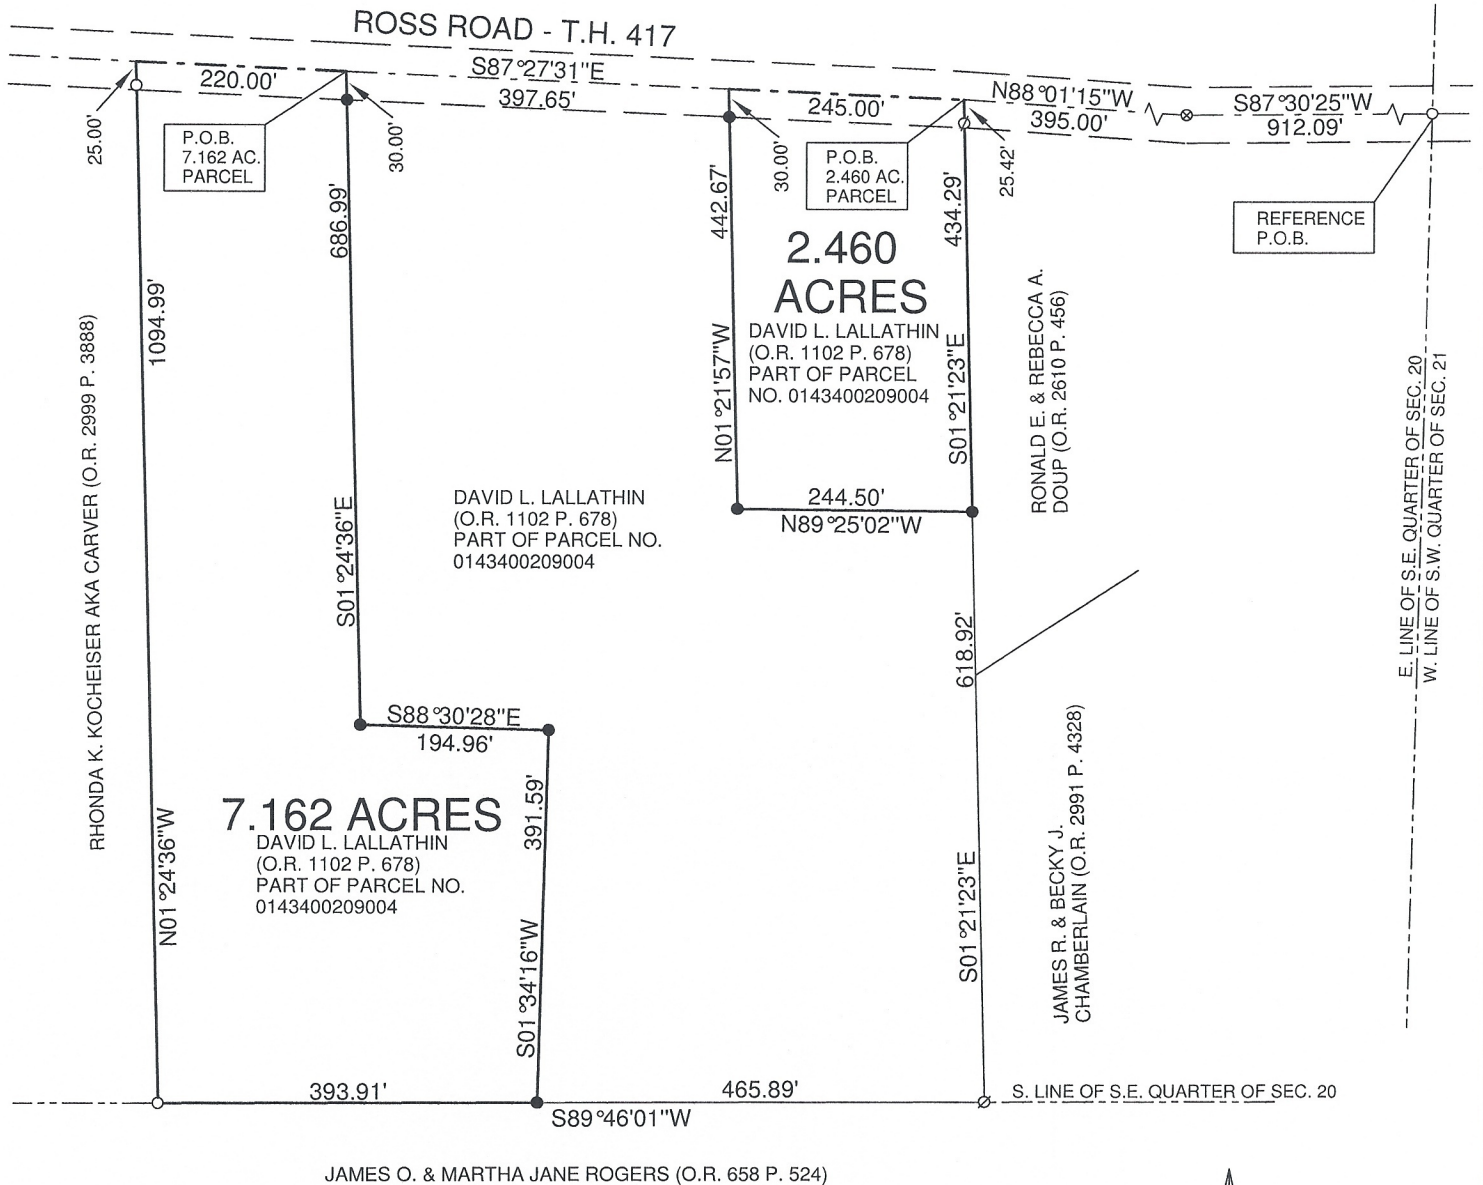 ROSS ROAD - T.H. 417
220.00'
S87°27'31"E
397.65'
245.00'
N88°01'15"W
395.00'
S87°30'25"W
912.09'
25.00'
P.O.B.
7.162 AC.
PARCEL
30.00'
30.00'
P.O.B.
2.460 AC.
PARCEL
25.42'
REFERENCE
P.O.B.
686.99'
442.67'
434.29'
2.460
ACRES
DAVID L. LALLATHIN
(O.R. 1102 P. 678)
PART OF PARCEL
NO. 0143400209004
1094.99'
N01°21'57"W
S01°21'23"E
RONALD E. & REBECCA A.
DOUP (O.R. 2610 P. 456)
RHONDA K. KOCHEISER AKA CARVER (O.R. 2999 P. 3888)
E. LINE OF S.E. QUARTER OF SEC. 20
W. LINE OF S.W. QUARTER OF SEC. 21
244.50'
N89°25'02"W
DAVID L. LALLATHIN
(O.R. 1102 P. 678)
PART OF PARCEL NO.
0143400209004
S01°24'36"E
618.92'
S88°30'28"E
194.96'
7.162 ACRES
DAVID L. LALLATHIN
(O.R. 1102 P. 678)
PART OF PARCEL NO.
0143400209004
391.59'
N01°24'36"W
S01°34'16"W
S01°21'23"E
JAMES R. & BECKY J.
CHAMBERLAIN (O.R. 2991 P. 4328)
393.91'
465.89'
S89°46'01"W
S. LINE OF S.E. QUARTER OF SEC. 20
JAMES O. & MARTHA JANE ROGERS (O.R. 658 P. 524)